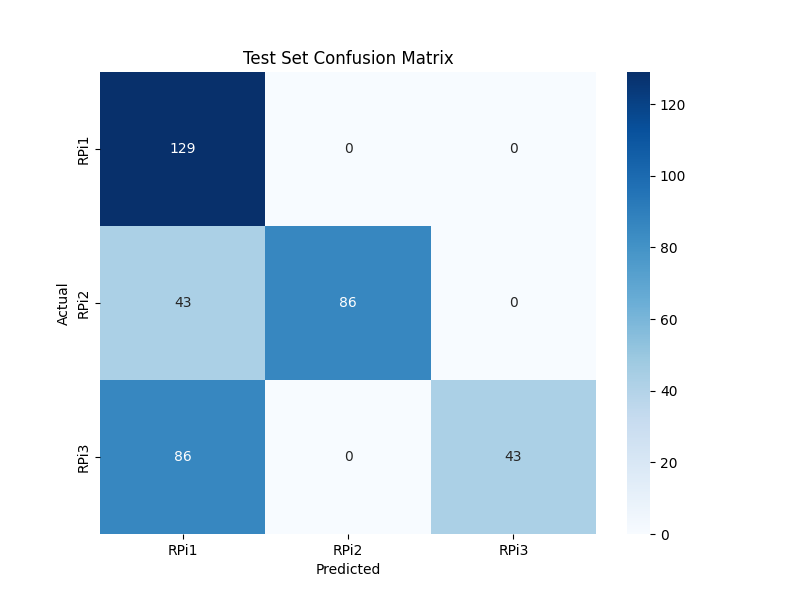 Test Set Confusion Matrix
Actual
RPi1
129
0
0
RPi2
43
86
0
RPi3
86
0
43
RPi1
RPi2
RPi3
Predicted
120
100
80
60
40
20
0